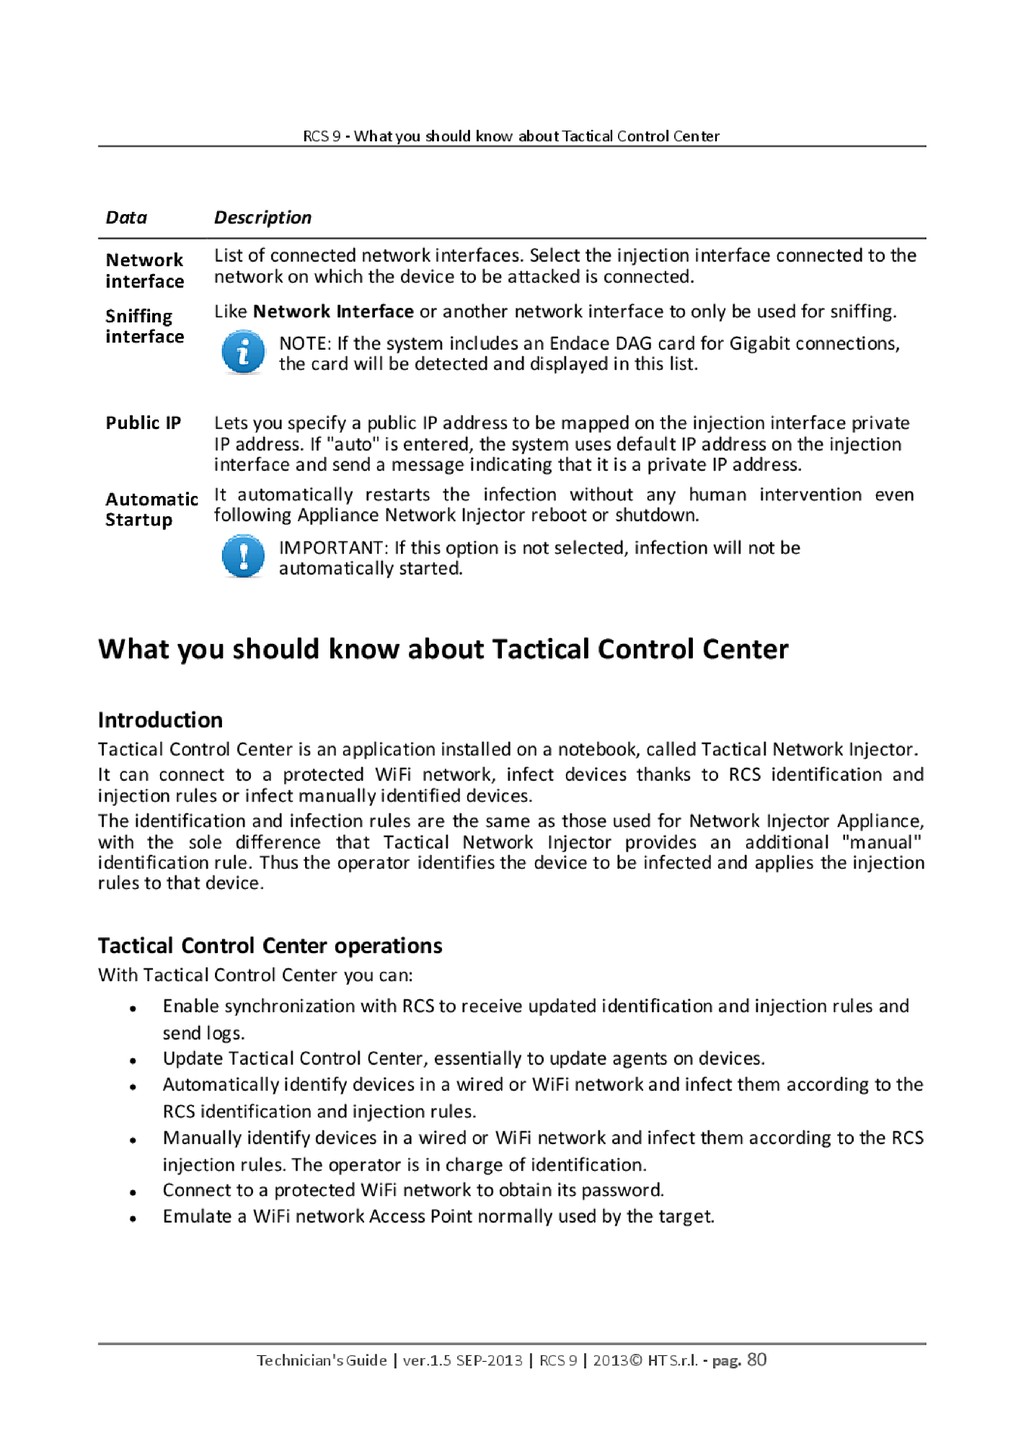 RCS 9 - What you should know about Tactical Control Center
Data Description
Network interface
List of connected network interfaces. Select the injection interface connected to the
network on which the device to be attacked is connected.
Sniffing interface
Like Network Interface or another network interface to only be used for sniffing.
NOTE: If the system includes an Endace DAG card for Gigabit connections,
the card will be detected and displayed in this list.
Public IP
Lets you specify a public IP address to be mapped on the injection interface private
IP address. If "auto" is entered, the system uses default IP address on the injection
interface and send a message indicating that it is a private IP address.
Automatic Startup
It automatically restarts the infection without any human intervention even
following Appliance Network Injector reboot or shutdown.
IMPORTANT: If this option is not selected, infection will not be
automatically started.
What you should know about Tactical Control Center
Introduction
Tactical Control Center is an application installed on a notebook, called Tactical Network Injector.
It can connect to a protected WiFi network, infect devices thanks to RCS identification and
injection rules or infect manually identified devices.
The identification and infection rules are the same as those used for Network Injector Appliance,
with the sole difference that Tactical Network Injector provides an additional "manual"
identification rule. Thus the operator identifies the device to be infected and applies the injection
rules to that device.
Tactical Control Center operations
With Tactical Control Center you can:
• Enable synchronization with RCS to receive updated identification and injection rules and
send logs.
• Update Tactical Control Center, essentially to update agents on devices.
• Automatically identify devices in a wired or WiFi network and infect them according to the
RCS identification and injection rules.
• Manually identify devices in a wired or WiFi network and infect them according to the RCS
injection rules. The operator is in charge of identification.
• Connect to a protected WiFi network to obtain its password.
• Emulate a WiFi network Access Point normally used by the target.
Technician's Guide | ver.1.5 SEP-2013 | RCS 9 | 2013© HT S.r.l. - pag. 80